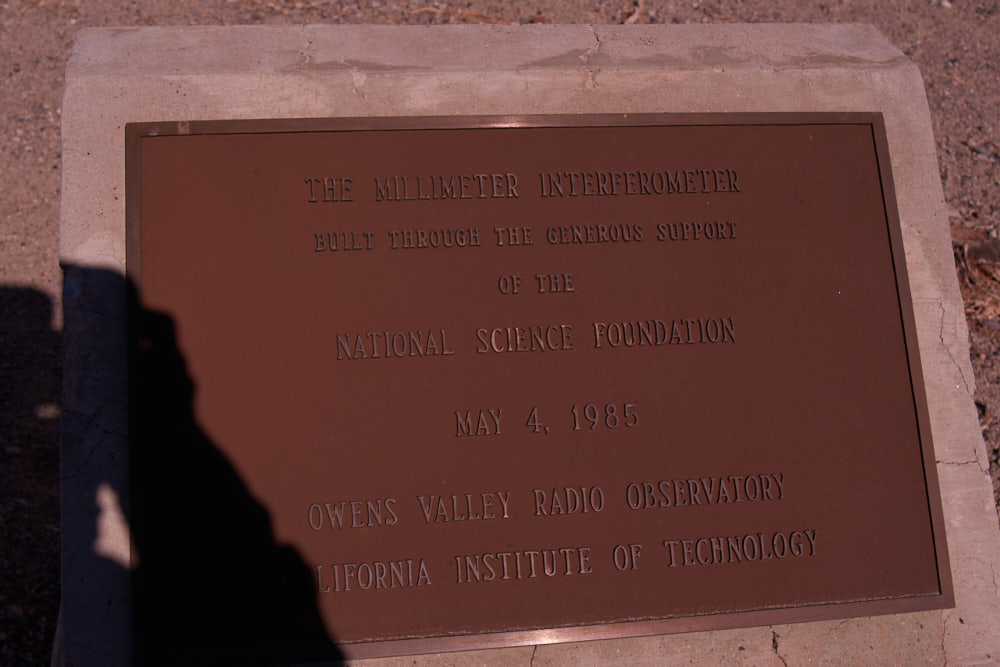 THE MILLIMETER INTERFEROMETER
BUILT THROUGH THE GENEROUS SUPPORT
OF THE
NATIONAL SCIENCE FOUNDATION
MAY 4, 1985
OWENS VALLEY RADIO OBSERVATORY
CALIFORNIA INSTITUTE OF TECHNOLOGY